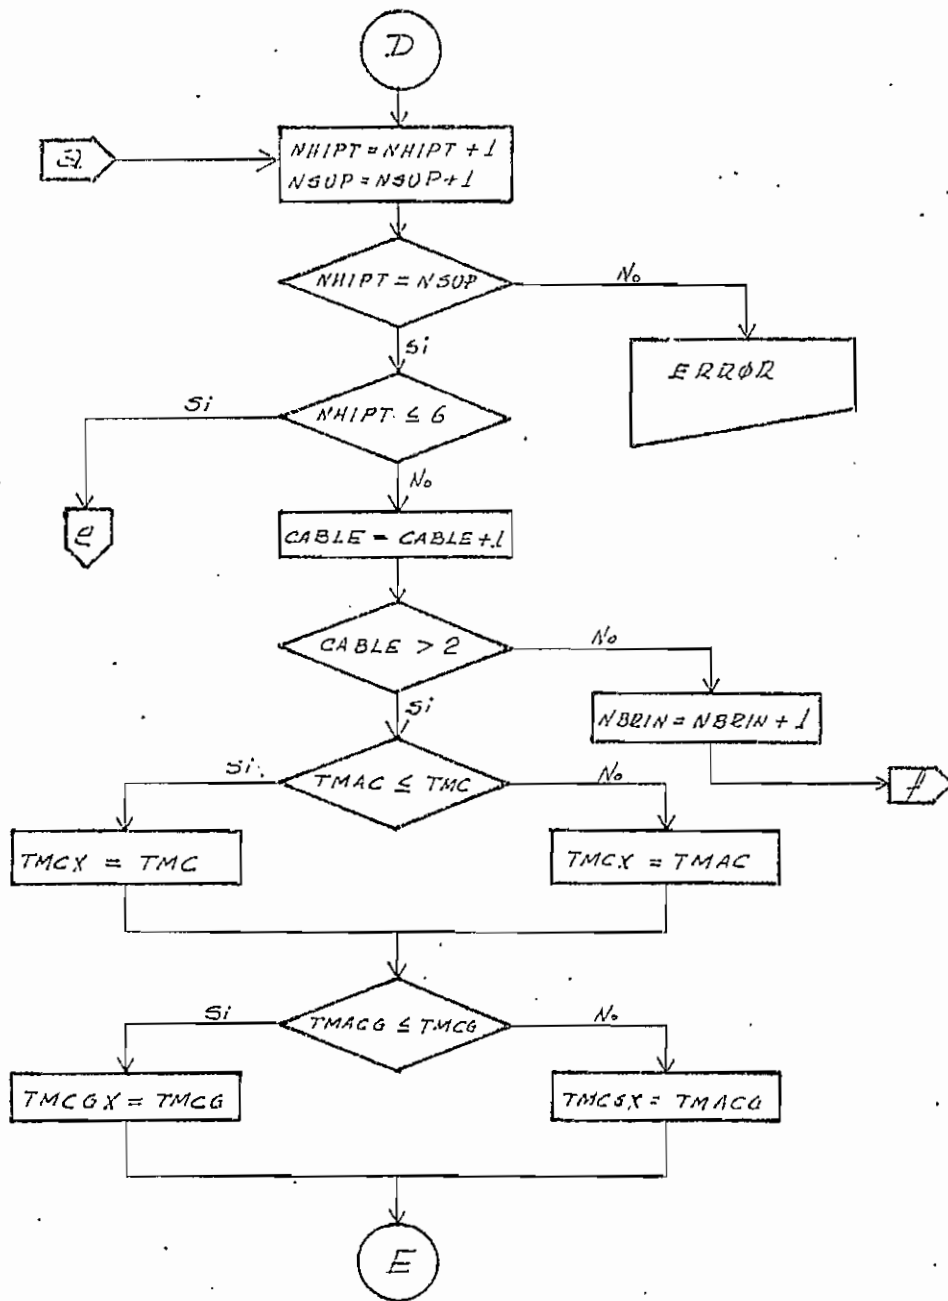 D
NHIPT = NHIPT + 1
NSUP = NSUP + 1
NHIPT = NSUP
No
Si
ERRØR
NHIPT ≤ 6
Si
No
e
CABLE = CABLE + 1
CABLE > 2
No
Si
NBRIN = NBRIN + 1
f
TMAC ≤ TMC
Si
No
TMCX = TMC
TMCX = TMAC
TMACG ≤ TMCG
Si
No
TMCGX = TMCG
TMCGX = TMACG
E